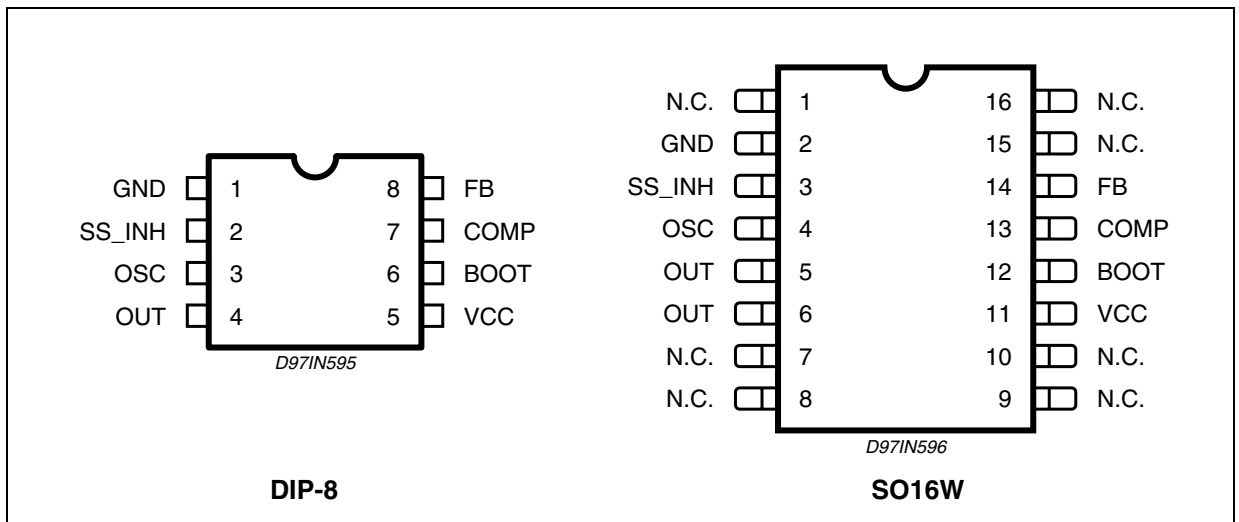 GND 1 8 FB
SS_INH 2 7 COMP
OSC 3 6 BOOT
OUT 4 5 VCC
D97IN595
DIP-8
N.C. 1 16 N.C.
GND 2 15 N.C.
SS_INH 3 14 FB
OSC 4 13 COMP
OUT 5 12 BOOT
OUT 6 11 VCC
N.C. 7 10 N.C.
N.C. 8 9 N.C.
D97IN596
SO16W